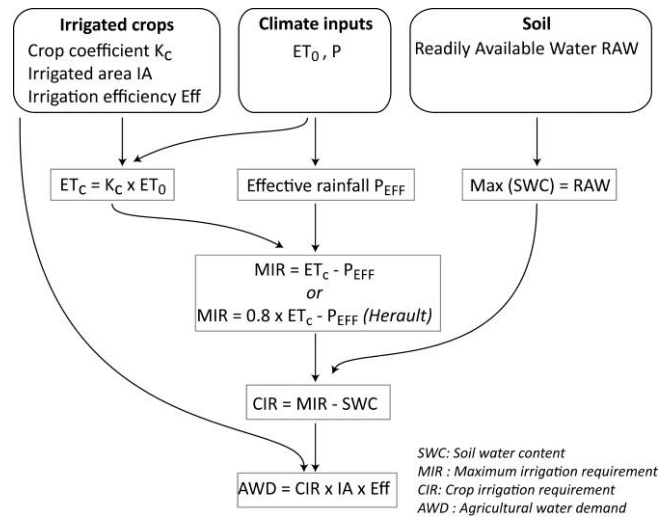 Irrigated crops
Crop coefficient K_C
Irrigated area IA
Irrigation efficiency Eff
Climate inputs
ET_0 , P
Soil
Readily Available Water RAW
ET_C = K_C x ET_0
Effective rainfall P_EFF
Max (SWC) = RAW
MIR = ET_C - P_EFF
or
MIR = 0.8 x ET_C - P_EFF (Herault)
CIR = MIR - SWC
AWD = CIR x IA x Eff
SWC: Soil water content
MIR : Maximum irrigation requirement
CIR: Crop irrigation requirement
AWD : Agricultural water demand